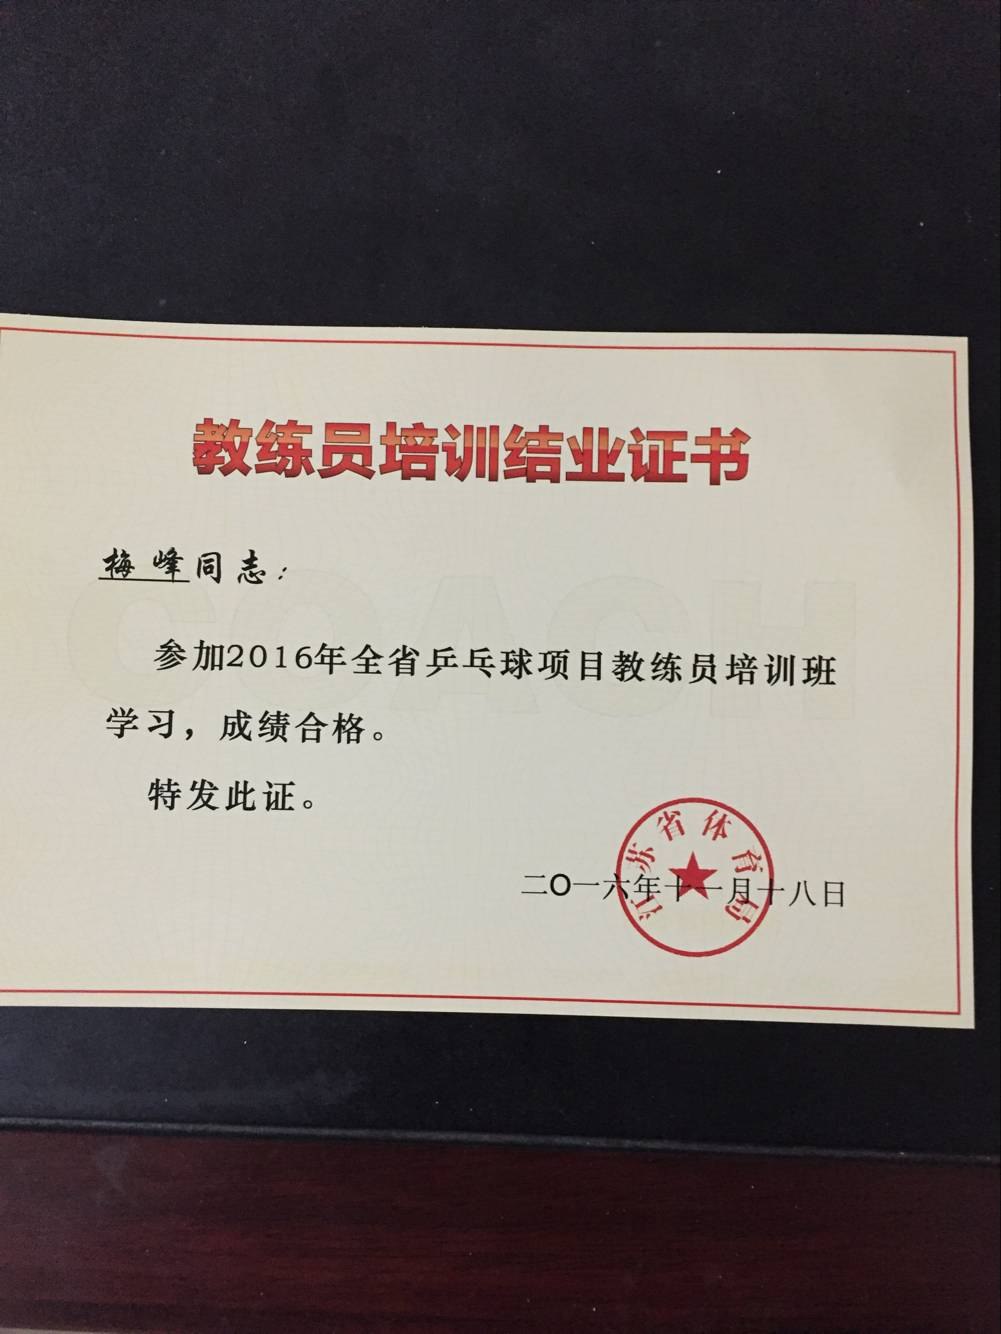 教练员培训结业证书
梅峰同志：
COACH
参加2016年全省乒乓球项目教练员培训班
学习，成绩合格。
特发此证。
江苏省体育局
二〇一六年十一月十八日